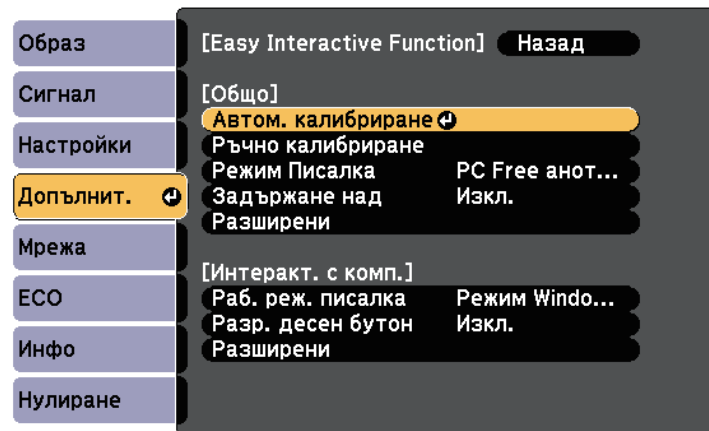 Образ
Сигнал
Настройки
Допълнит.
Мрежа
ECO
Инфо
Нулиране
[Easy Interactive Function] Назад
[Общо]
Автом. калибриране
Ръчно калибриране
Режим Писалка PC Free анот...
Задържане над Изкл.
Разширени
[Интеракт. с комп.]
Раб. реж. писалка Режим Windo...
Разр. десен бутон Изкл.
Разширени